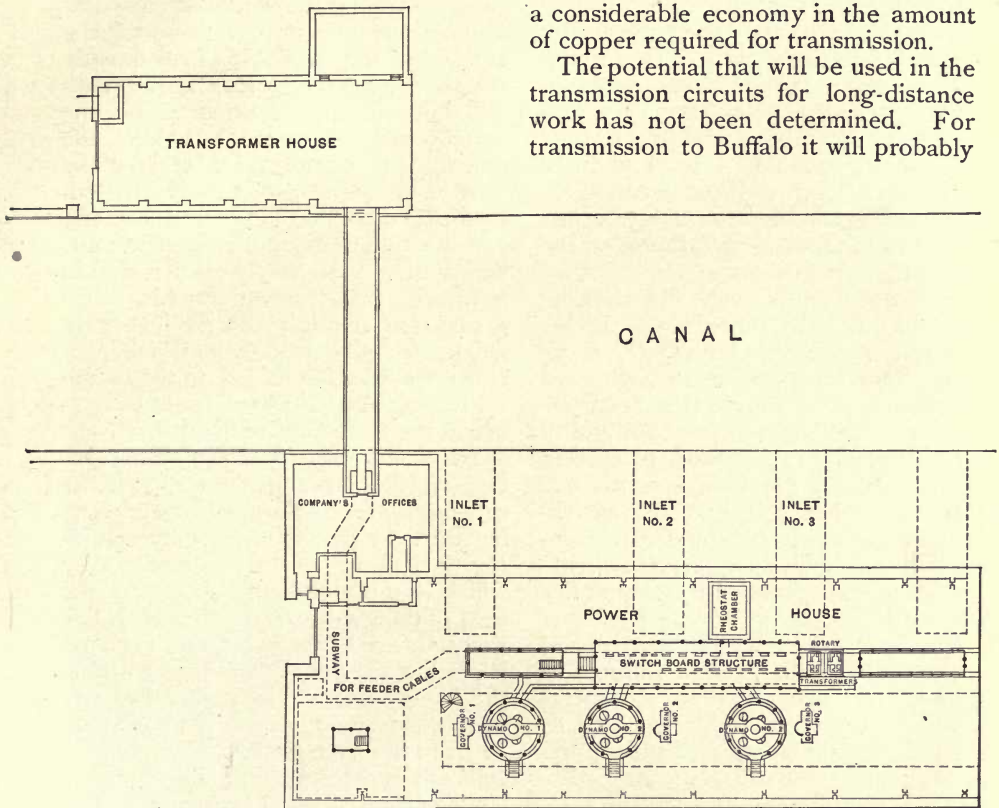 a considerable economy in the amount
of copper required for transmission.
The potential that will be used in the
transmission circuits for long-distance
work has not been determined. For
transmission to Buffalo it will probably
TRANSFORMER HOUSE
CANAL
COMPANY'S OFFICES
INLET
No. 1
INLET
No. 2
INLET
No. 3
POWER HOUSE
RHEOSTAT
CHAMBER
SUBWAY
FOR FEEDER CABLES
SWITCH BOARD STRUCTURE
ROTARY
TRANSFORMERS
GOVERNOR
NO. 1
DYNAMO NO. 1
DYNAMO NO.
GOVERNOR
NO. 2
DYNAMO NO.
GOVERNOR
NO. 3